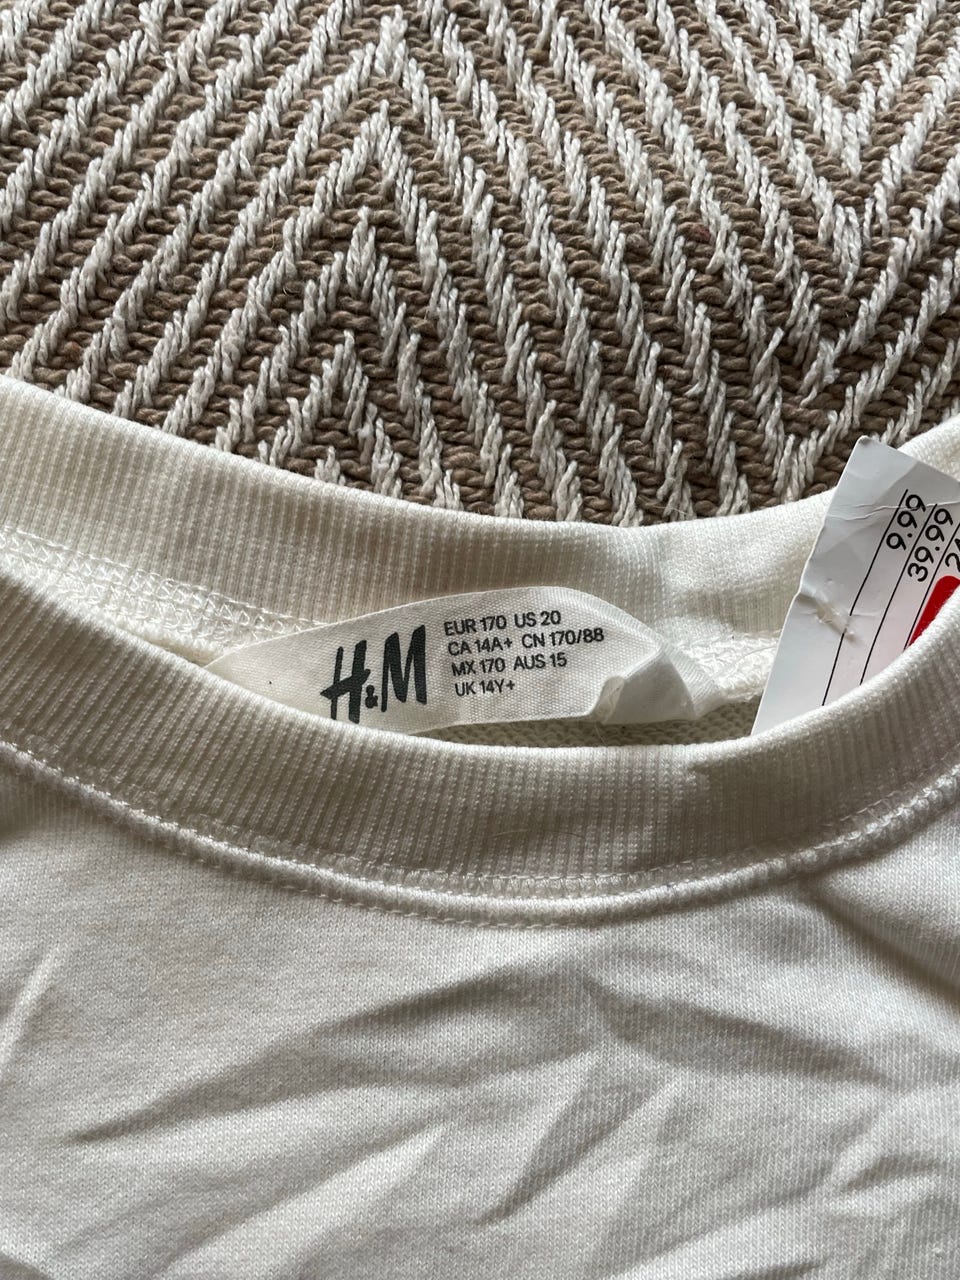 H&M
EUR 170 US 20
CA 14A+ CN 170/88
MX 170 AUS 15
UK 14Y+
9.99
39.99